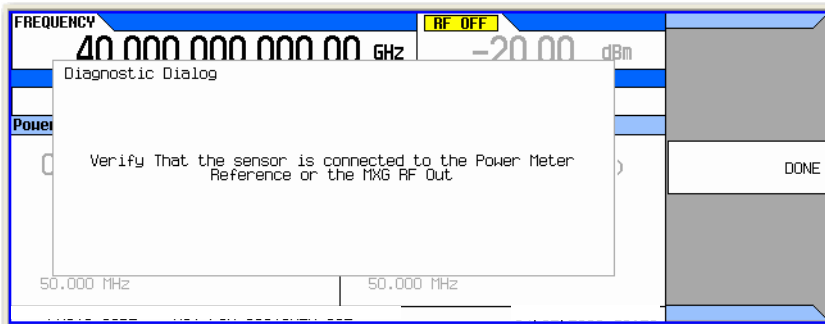 FREQUENCY
RF OFF
40.000 000 000 00 GHz
-20.00 dBm
Diagnostic Dialog
Power
Verify That the sensor is connected to the Power Meter
Reference or the MXG RF Out
DONE
50.000 MHz
50.000 MHz